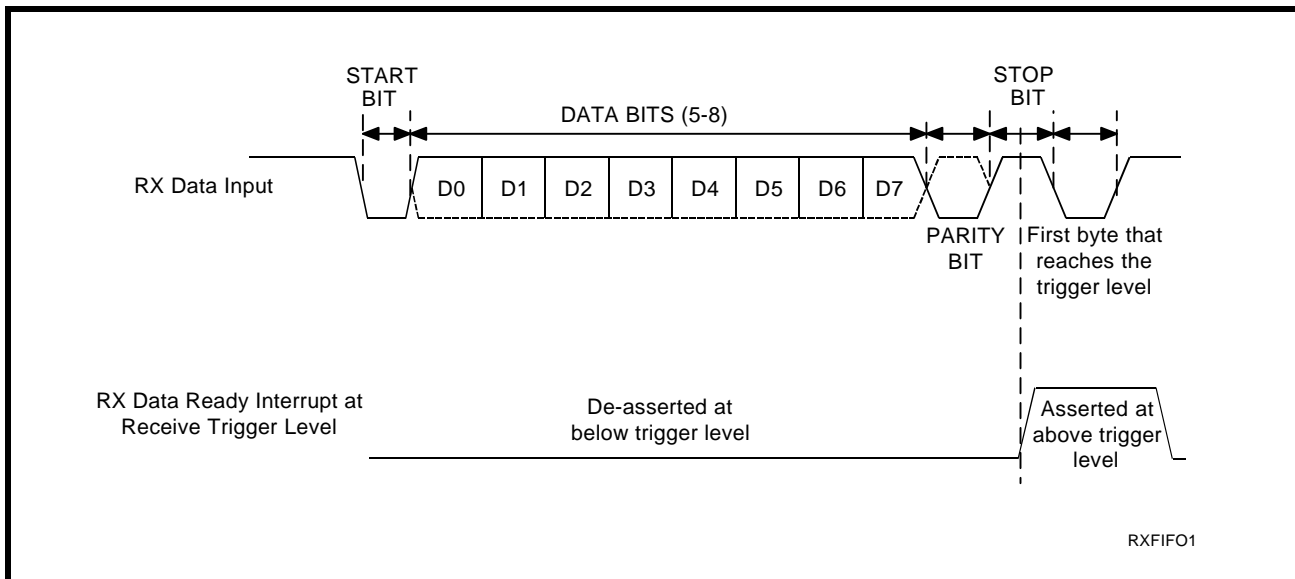 START
BIT
STOP
BIT
DATA BITS (5-8)
RX Data Input
D0 D1 D2 D3 D4 D5 D6 D7
PARITY
BIT
First byte that
reaches the
trigger level
RX Data Ready Interrupt at
Receive Trigger Level
De-asserted at
below trigger level
Asserted at
above trigger
level
RXFIFO1